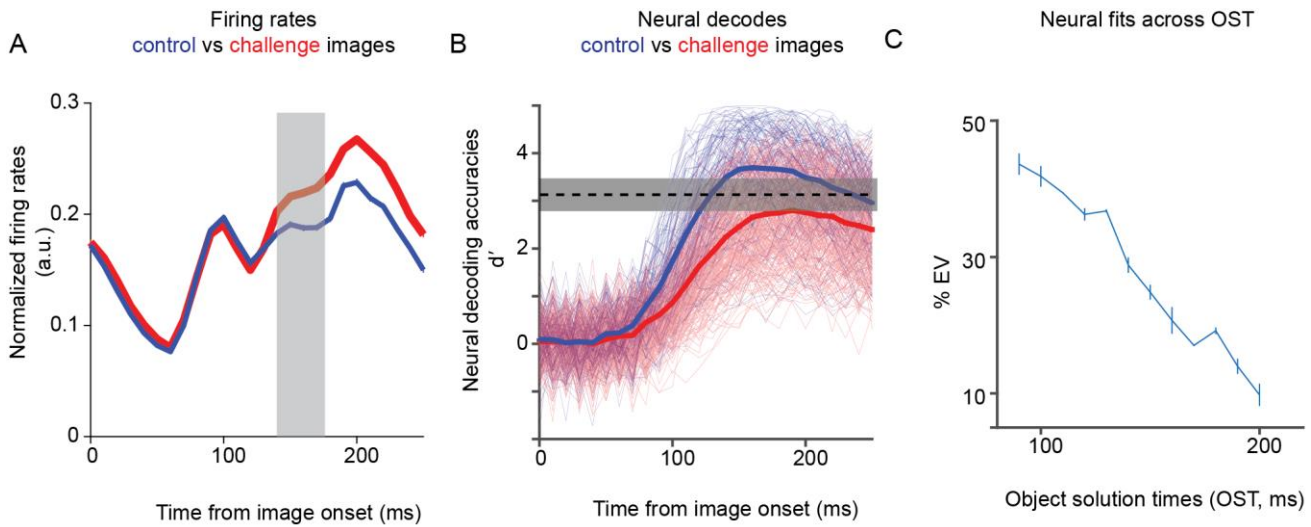 A
Firing rates
control vs challenge images
Normalized firing rates
(a.u.)
0.3
0.2
0.1
0
0
100
200
Time from image onset (ms)
B
Neural decodes
control vs challenge images
Neural decoding accuracies
d′
4
2
0
0
100
200
Time from image onset (ms)
C
Neural fits across OST
% EV
50
30
10
100
200
Object solution times (OST, ms)